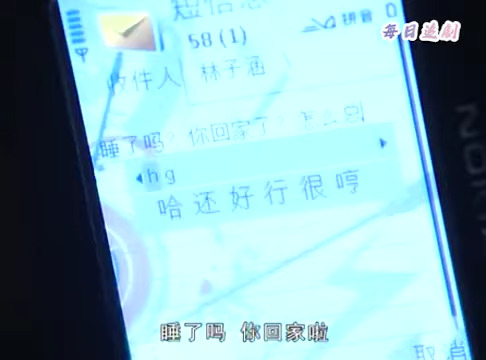 短信息
58(1)
拼音
每日追剧
收件人
林子涵
睡了吗？你回家了？怎么到
hg
哈还好行很哼
NOKIA
睡了吗 你回家啦
取消